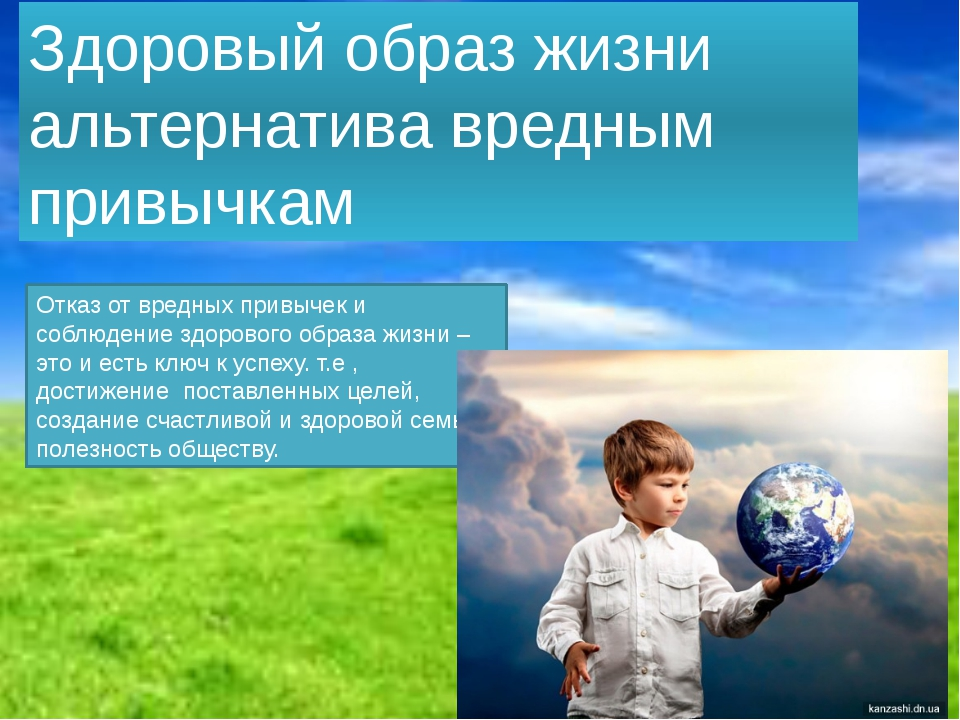 Здоровый образ жизни
альтернатива вредным
привычкам
Отказ от вредных привычек и
соблюдение здорового образа жизни –
это и есть ключ к успеху. т.е ,
достижение  поставленных целей,
создание счастливой и здоровой
полезность обществу.
kanzashi.dn.ua